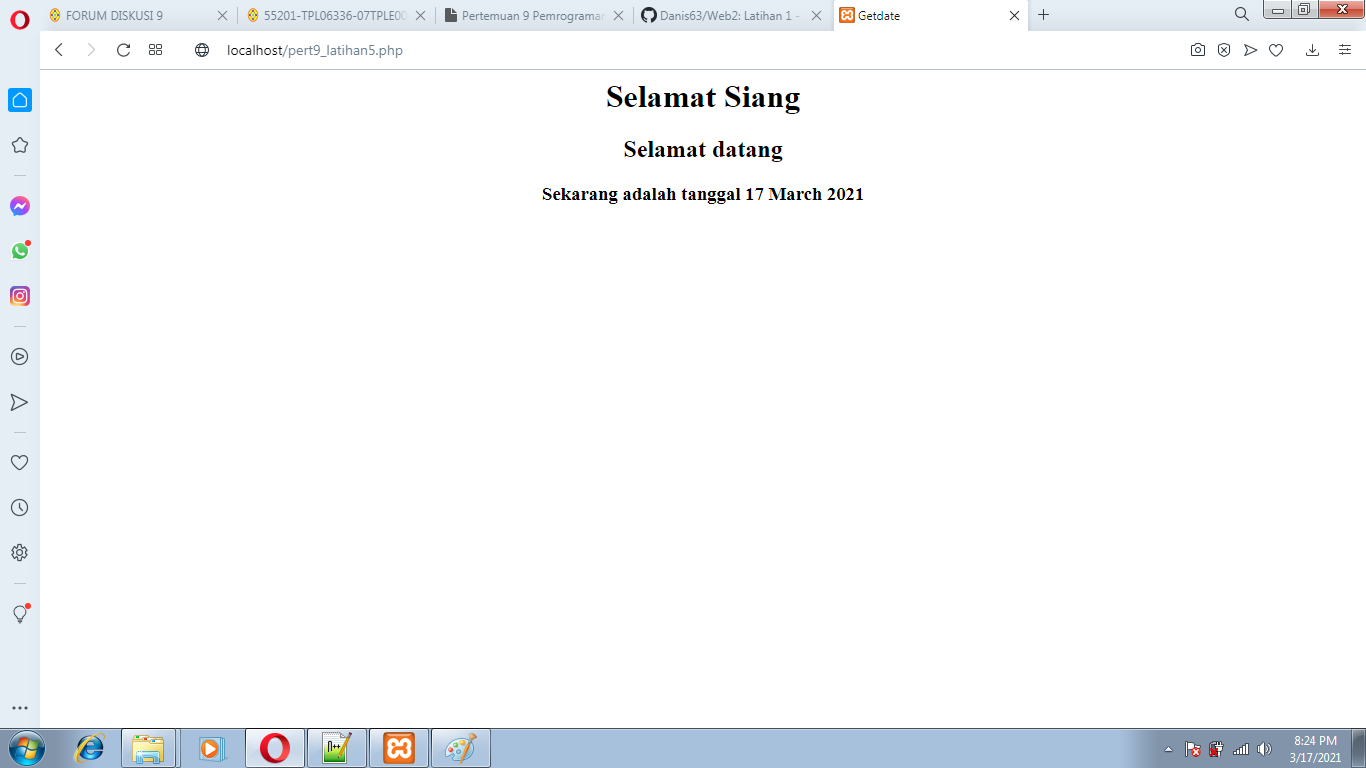 FORUM DISKUSI 9
55201-TPL06336-07TPLE00
Pertemuan 9 Pemrograman
Danis63/Web2: Latihan 1 -
Getdate
localhost/pert9_latihan5.php
Selamat Siang
Selamat datang
Sekarang adalah tanggal 17 March 2021
8:24 PM
3/17/2021